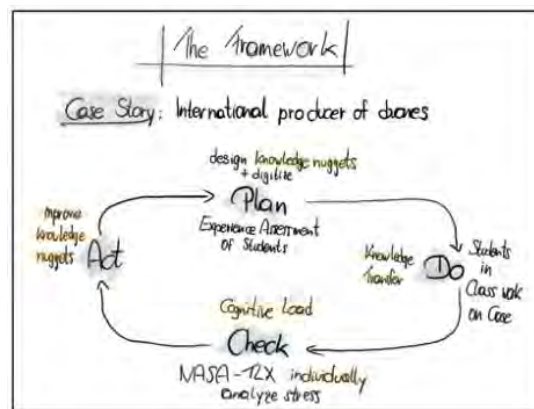 The Framework
Case Story: International producer of drones
design knowledge nuggets
+ digitize
Plan
Experience Assessment
of Students
Improve
knowledge
nuggets
Act
Knowledge
Transfer
Do
Students
in
Class work
on Case
Cognitive Load
Check
NASA-TLX individually
analyze stress